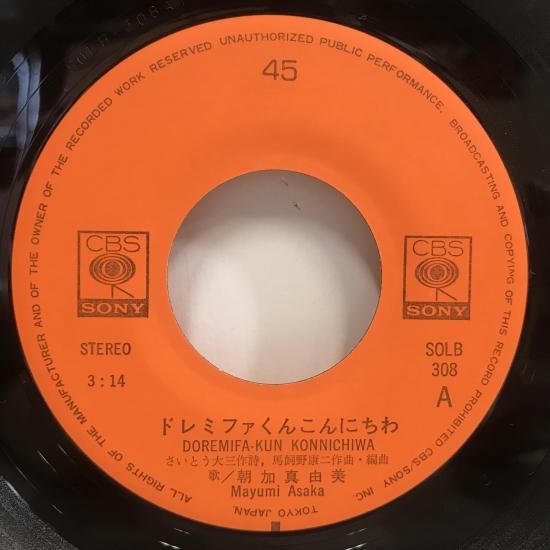 ALL RIGHTS OF THE MANUFACTURER AND OF THE OWNER OF THE RECORDED WORK RESERVED UNAUTHORIZED PUBLIC PERFORMANCE, BROADCASTING AND COPYING OF THIS RECORD PROHIBITED CBS/SONY INC. TOKYO JAPAN.
45
CBS
SONY
CBS
SONY
STEREO
3:14
SOLB
308
A
ドレミファくんこんにちわ
DOREMIFA-KUN KONNICHIWA
さいとう大三作詩，馬飼野康二作曲・編曲
歌／朝加真由美
Mayumi Asaka